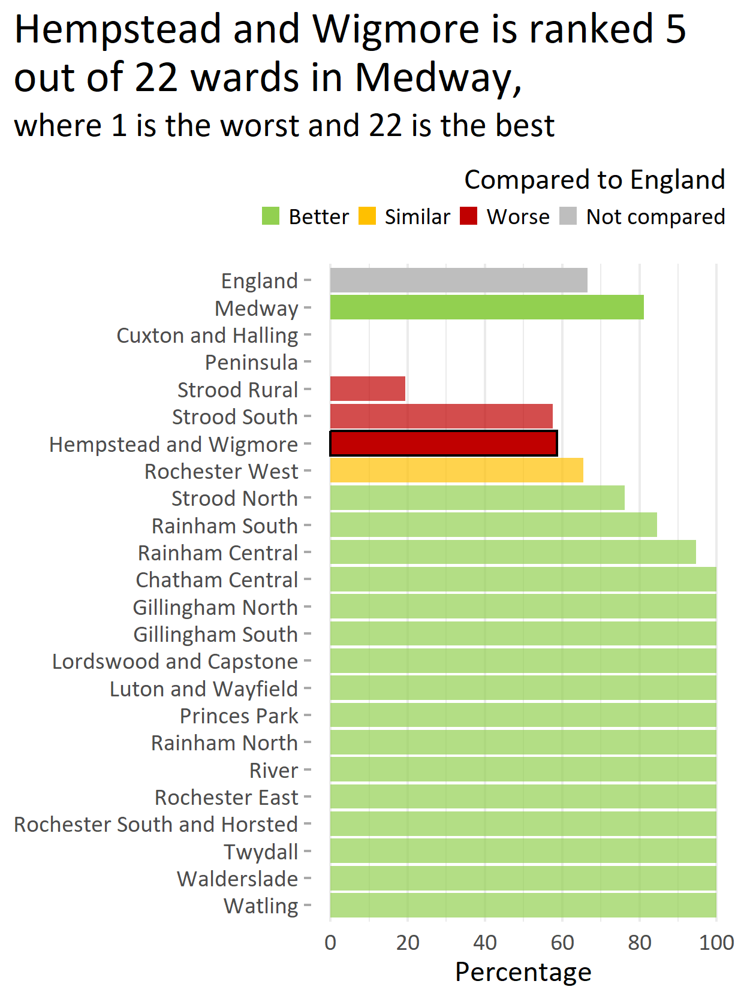 Hempstead and Wigmore is ranked 5
out of 22 wards in Medway,
where 1 is the worst and 22 is the best
Compared to England
Better Similar Worse Not compared
England
Medway
Cuxton and Halling
Peninsula
Strood Rural
Strood South
Hempstead and Wigmore
Rochester West
Strood North
Rainham South
Rainham Central
Chatham Central
Gillingham North
Gillingham South
Lordswood and Capstone
Luton and Wayfield
Princes Park
Rainham North
River
Rochester East
Rochester South and Horsted
Twydall
Walderslade
Watling
0 20 40 60 80 100
Percentage